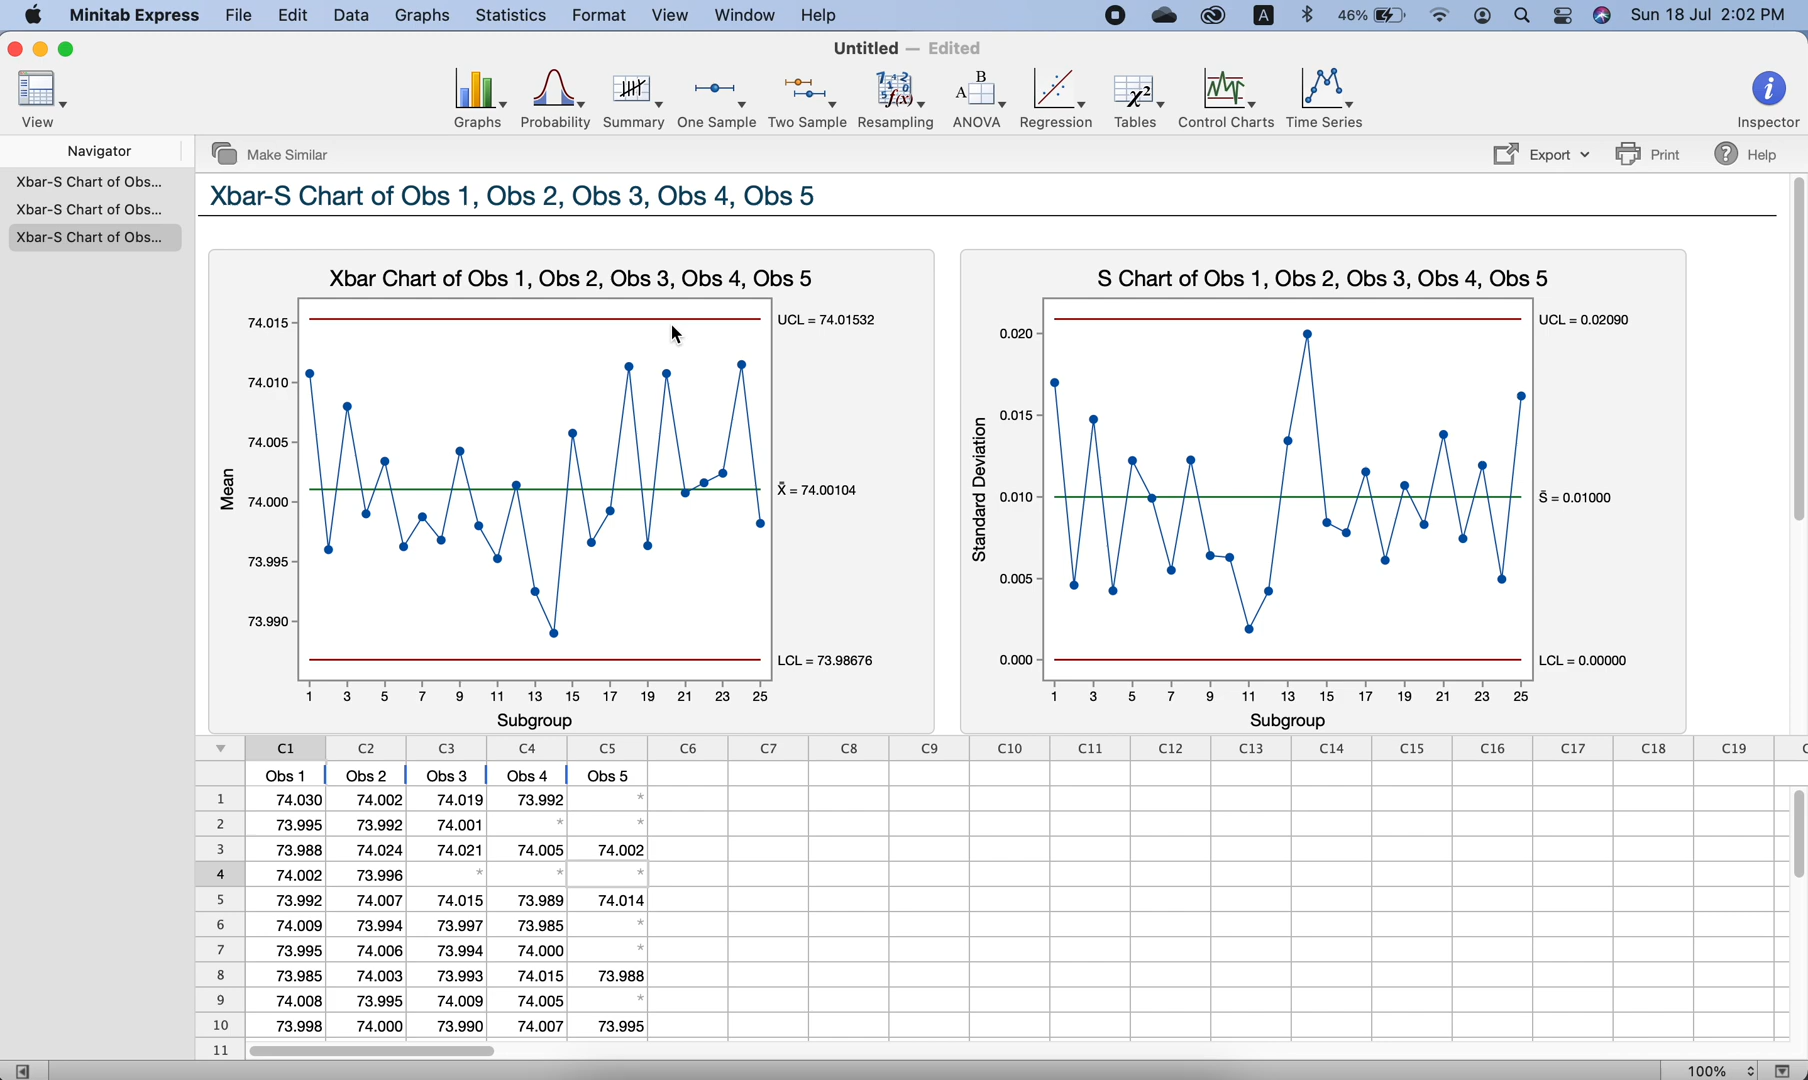 Minitab Express File Edit Data Graphs Statistics Format View Window Help A 46% Sun 18 Jul 2:02 PM
Untitled — Edited
View Graphs Probability Summary One Sample Two Sample Resampling ANOVA Regression Tables Control Charts Time Series Inspector
Navigator
Xbar-S Chart of Obs...
Xbar-S Chart of Obs...
Xbar-S Chart of Obs...
Make Similar Export Print Help
Xbar-S Chart of Obs 1, Obs 2, Obs 3, Obs 4, Obs 5
Xbar Chart of Obs 1, Obs 2, Obs 3, Obs 4, Obs 5
Mean
74.015
74.010
74.005
74.000
73.995
73.990
UCL = 74.01532
X̄̄ = 74.00104
LCL = 73.98676
1 3 5 7 9 11 13 15 17 19 21 23 25
Subgroup
S Chart of Obs 1, Obs 2, Obs 3, Obs 4, Obs 5
Standard Deviation
0.020
0.015
0.010
0.005
0.000
UCL = 0.02090
S̄ = 0.01000
LCL = 0.00000
1 3 5 7 9 11 13 15 17 19 21 23 25
Subgroup
C1 C2 C3 C4 C5 C6 C7 C8 C9 C10 C11 C12 C13 C14 C15 C16 C17 C18 C19 C
Obs 1 Obs 2 Obs 3 Obs 4 Obs 5
1 74.030 74.002 74.019 73.992 *
2 73.995 73.992 74.001 * *
3 73.988 74.024 74.021 74.005 74.002
4 74.002 73.996 * * *
5 73.992 74.007 74.015 73.989 74.014
6 74.009 73.994 73.997 73.985 *
7 73.995 74.006 73.994 74.000 *
8 73.985 74.003 73.993 74.015 73.988
9 74.008 73.995 74.009 74.005 *
10 73.998 74.000 73.990 74.007 73.995
11
100%